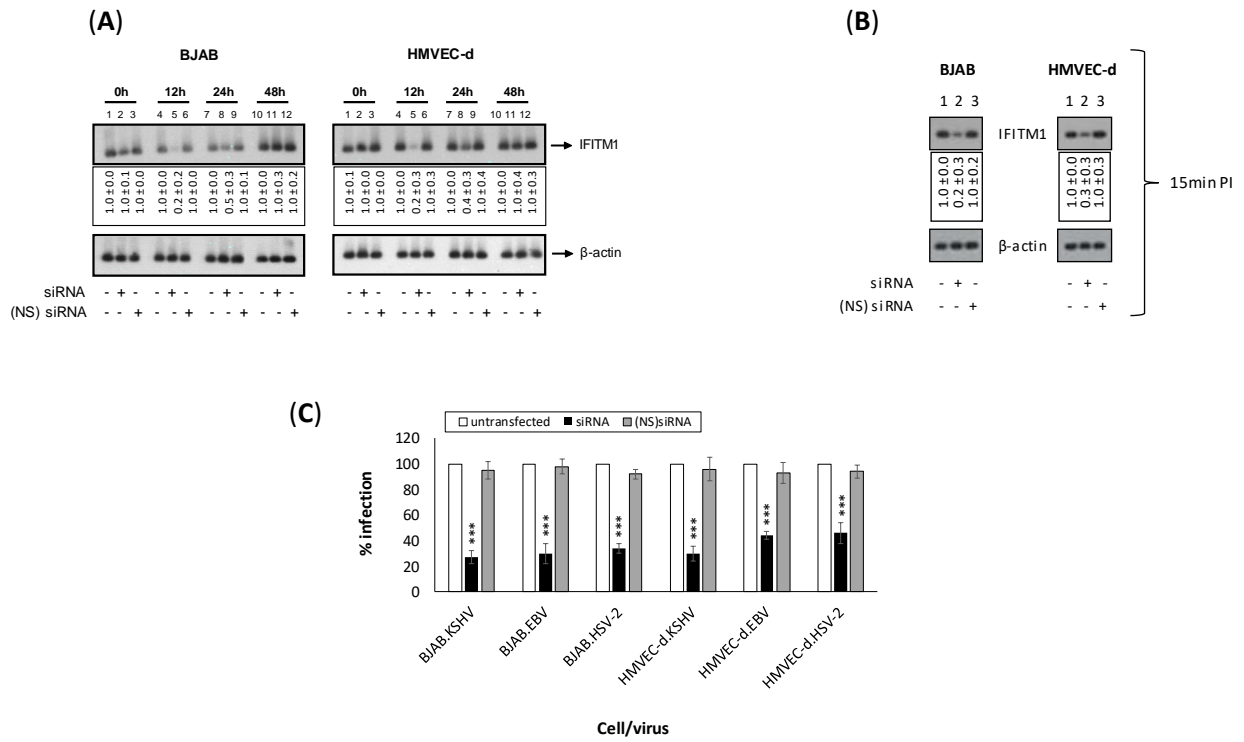 (A)
BJAB
HMVEC-d
0h 12h 24h 48h
0h 12h 24h 48h
1 2 3 4 5 6 7 8 9 10 11 12
1 2 3 4 5 6 7 8 9 10 11 12
IFITM1
1.0±0.0 1.0±0.1 1.0±0.0 1.0±0.0 0.2±0.2 1.0±0.2 1.0±0.0 0.5±0.3 1.0±0.1 1.0±0.0 1.0±0.3 1.0±0.2
1.0±0.1 1.0±0.0 1.0±0.0 1.0±0.0 0.2±0.3 1.0±0.3 1.0±0.0 0.4±0.3 1.0±0.4 1.0±0.0 1.0±0.4 1.0±0.3
β-actin
siRNA - + - - + - - + - - + - - + - - + - - + - - + -
(NS) siRNA - - + - - + - - + - - + - - + - - + - - + - - +
(B)
BJAB
HMVEC-d
1 2 3
1 2 3
IFITM1
1.0±0.0 0.2±0.3 1.0±0.2
1.0±0.0 0.3±0.3 1.0±0.3
β-actin
siRNA - + - - + -
(NS) siRNA - - + - - +
15min PI
(C)
untransfected siRNA (NS)siRNA
% infection
120
100
80
60
40
20
0
*** *** *** *** *** ***
BJAB.KSHV
BJAB.EBV
BJAB.HSV-2
HMVEC-d.KSHV
HMVEC-d.EBV
HMVEC-d.HSV-2
Cell/virus